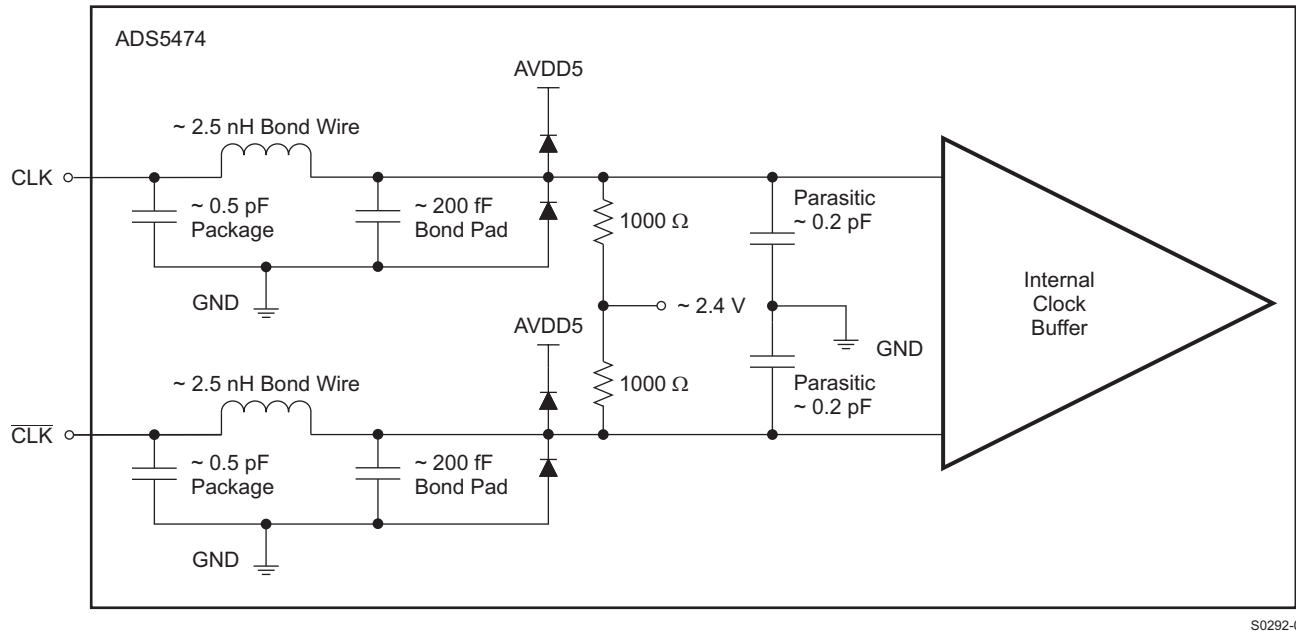 ADS5474
AVDD5
~ 2.5 nH Bond Wire
CLK
~ 0.5 pF
Package
~ 200 fF
Bond Pad
1000 Ω
Parasitic
~ 0.2 pF
GND
~ 2.4 V
Internal
Clock
Buffer
AVDD5
GND
~ 2.5 nH Bond Wire
1000 Ω
Parasitic
~ 0.2 pF
CLK
~ 0.5 pF
Package
~ 200 fF
Bond Pad
GND